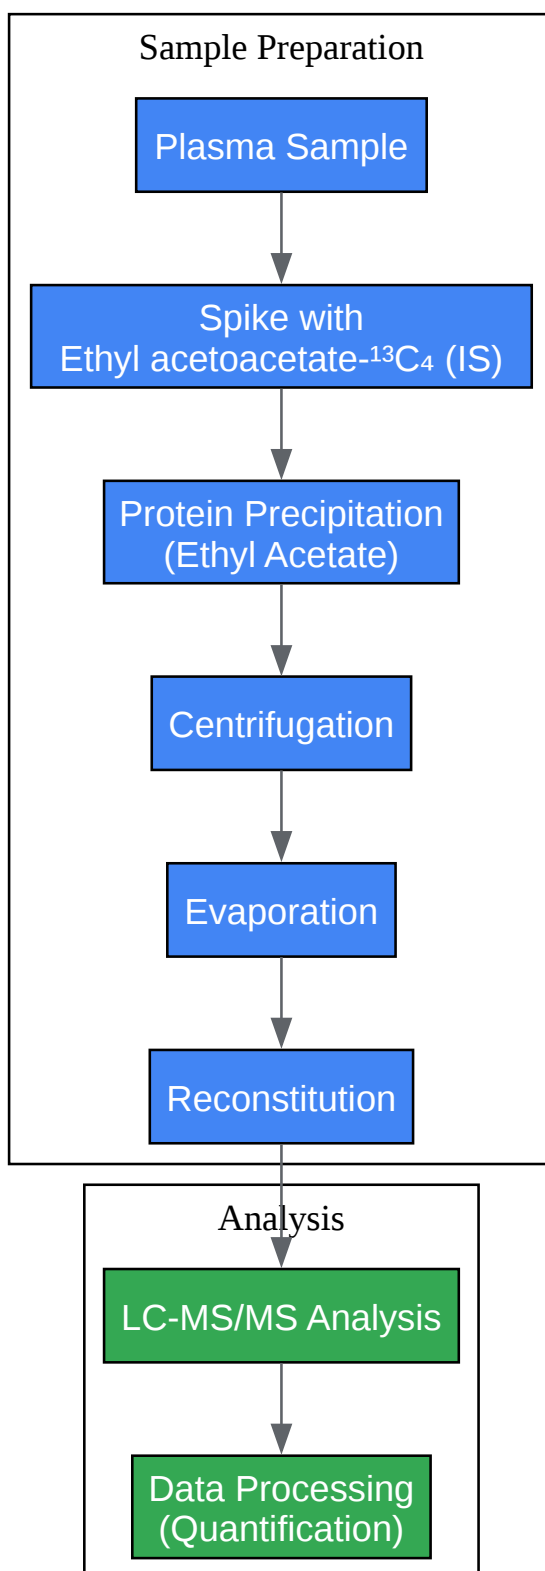 Sample Preparation
Plasma Sample
Spike with
Ethyl acetoacetate-¹³C₄ (IS)
Protein Precipitation
(Ethyl Acetate)
Centrifugation
Evaporation
Reconstitution
Analysis
LC-MS/MS Analysis
Data Processing
(Quantification)